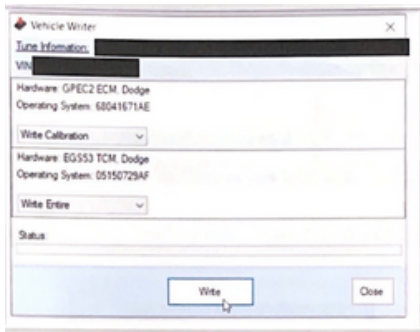 Vehicle Writer
Tune Information:
VIN
Hardware: GPEC2 ECM, Dodge
Operating System: 68041671AE
Write Calibration
Hardware: EGS53 TCM, Dodge
Operating System: 05150729AF
Write Entire
Status:
Write
Close